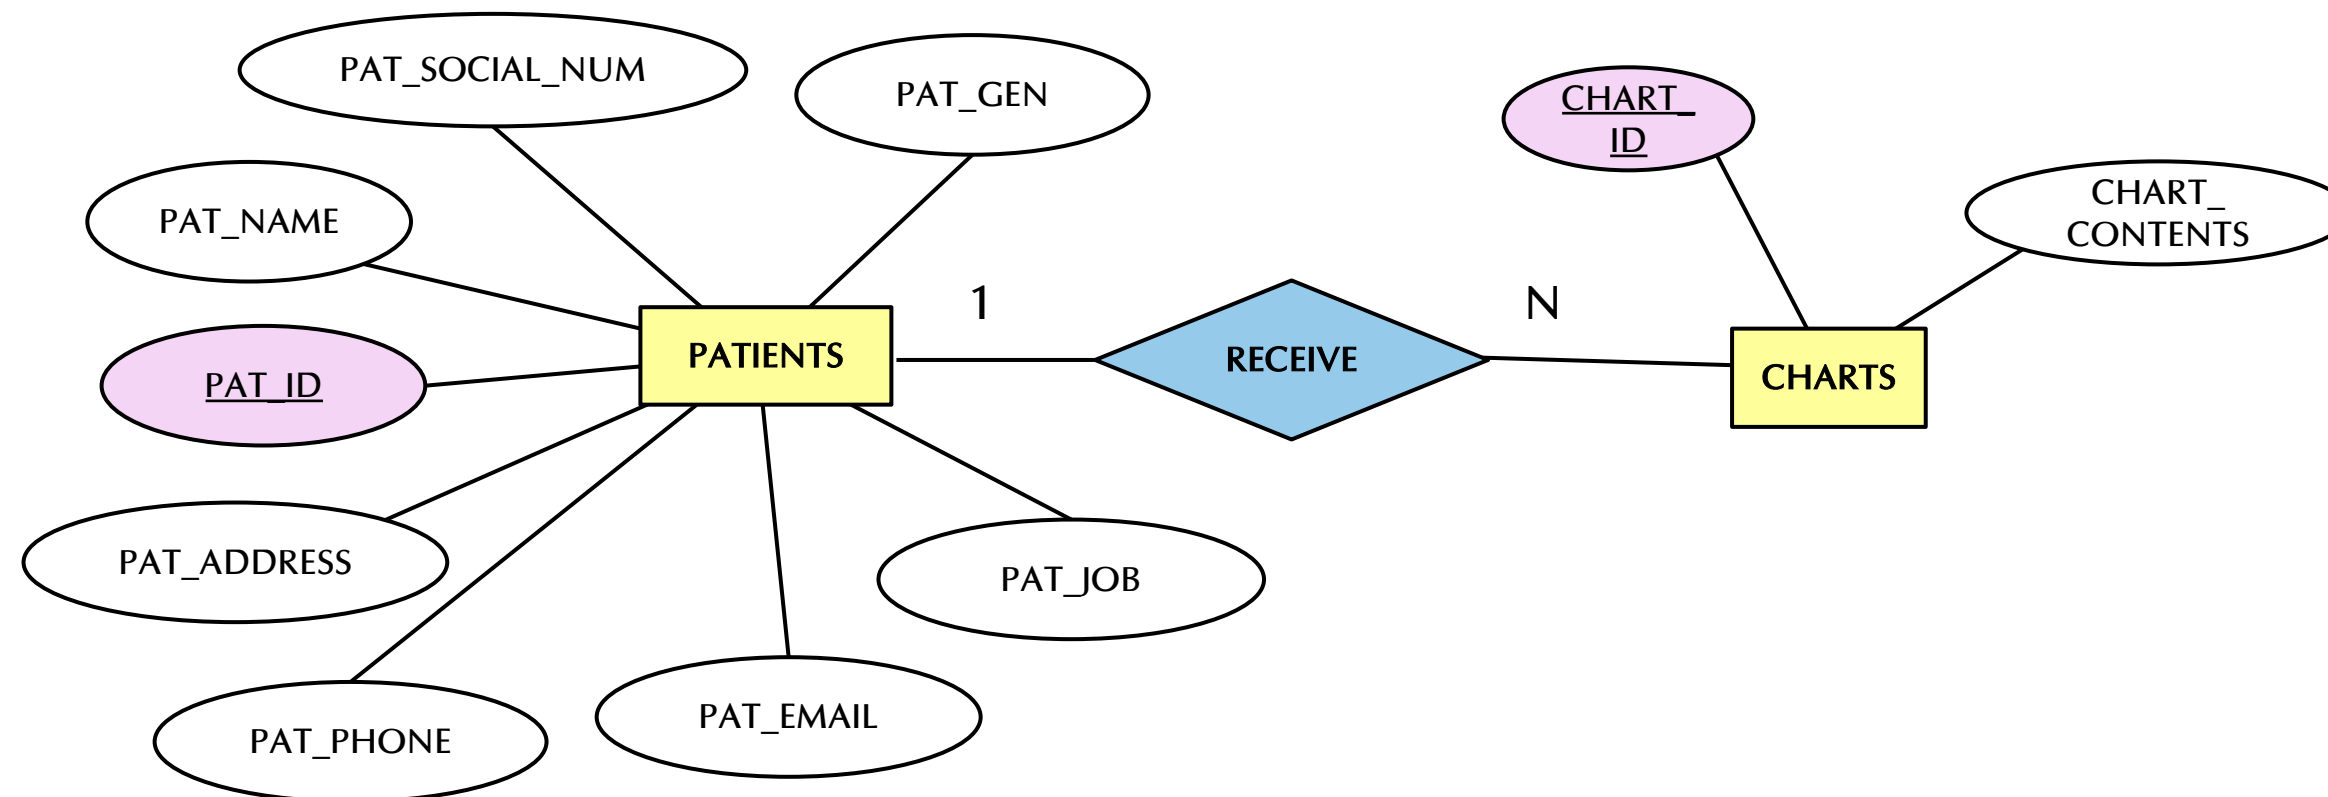 PAT_SOCIAL_NUM
PAT_GEN
CHART_
ID
PAT_NAME
CHART_
CONTENTS
1
N
PATIENTS
RECEIVE
CHARTS
PAT_ID
PAT_ADDRESS
PAT_JOB
PAT_PHONE
PAT_EMAIL